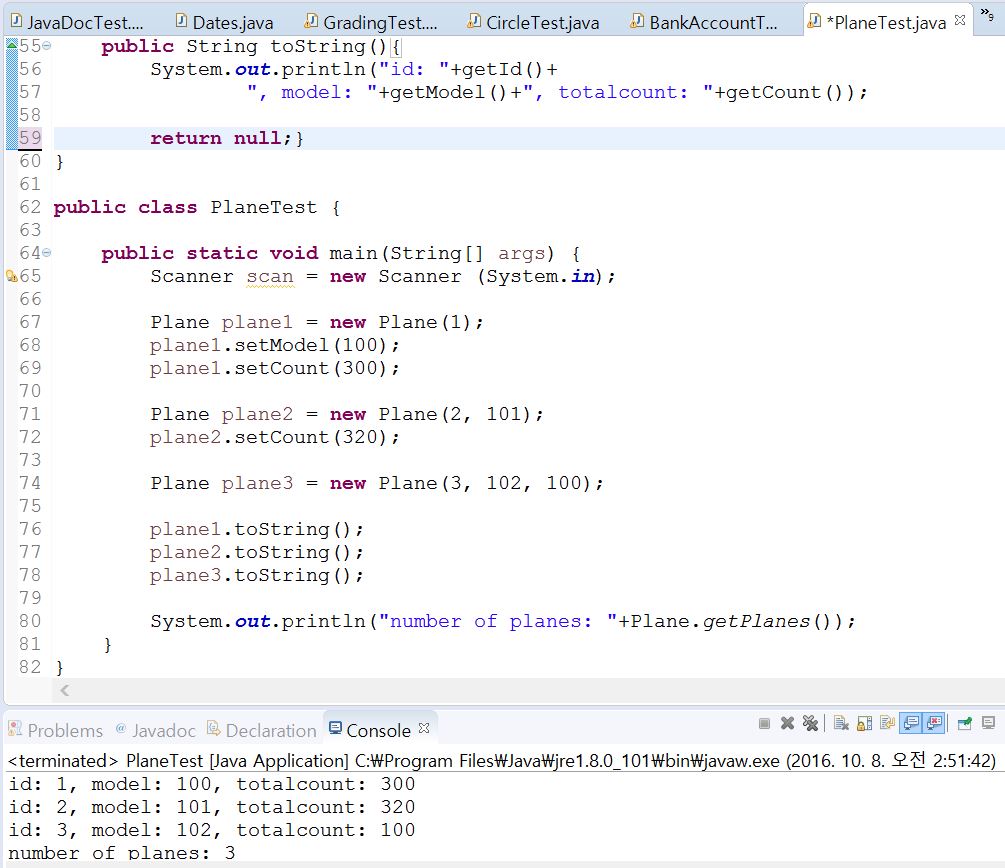 JavaDocTest.... Dates.java GradingTest.... CircleTest.java BankAccountT... *PlaneTest.java »9
55 public String toString(){
56 System.out.println("id: "+getId()+
57 ", model: "+getModel()+", totalcount: "+getCount());
58
59 return null;}
60 }
61
62 public class PlaneTest {
63
64 public static void main(String[] args) {
65 Scanner scan = new Scanner (System.in);
66
67 Plane plane1 = new Plane(1);
68 plane1.setModel(100);
69 plane1.setCount(300);
70
71 Plane plane2 = new Plane(2, 101);
72 plane2.setCount(320);
73
74 Plane plane3 = new Plane(3, 102, 100);
75
76 plane1.toString();
77 plane2.toString();
78 plane3.toString();
79
80 System.out.println("number of planes: "+Plane.getPlanes());
81 }
82 }
Problems @ Javadoc Declaration Console
<terminated> PlaneTest [Java Application] C:₩Program Files₩Java₩jre1.8.0_101₩bin₩javaw.exe (2016. 10. 8. 오전 2:51:42)
id: 1, model: 100, totalcount: 300
id: 2, model: 101, totalcount: 320
id: 3, model: 102, totalcount: 100
number of planes: 3